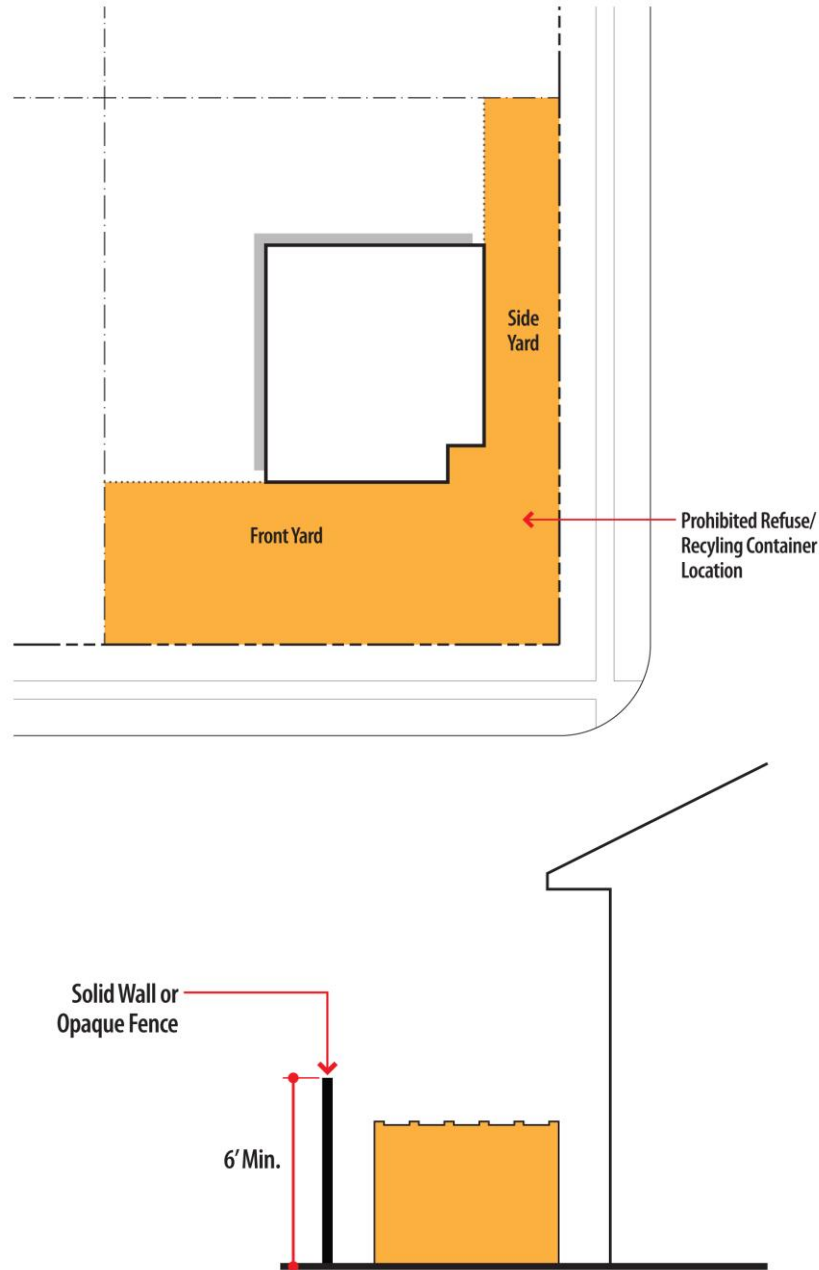 Side
Yard
Front Yard
Prohibited Refuse/
Recyling Container
Location
Solid Wall or
Opaque Fence
6' Min.